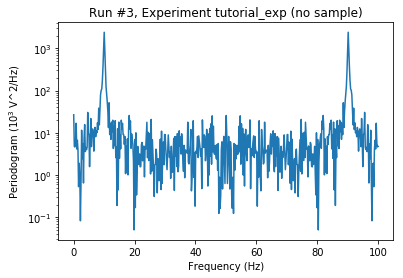 Run #3, Experiment tutorial_exp (no sample)
Periodogram (10³ V^2/Hz)
10³
10²
10¹
10⁰
10⁻¹
0 20 40 60 80 100
Frequency (Hz)